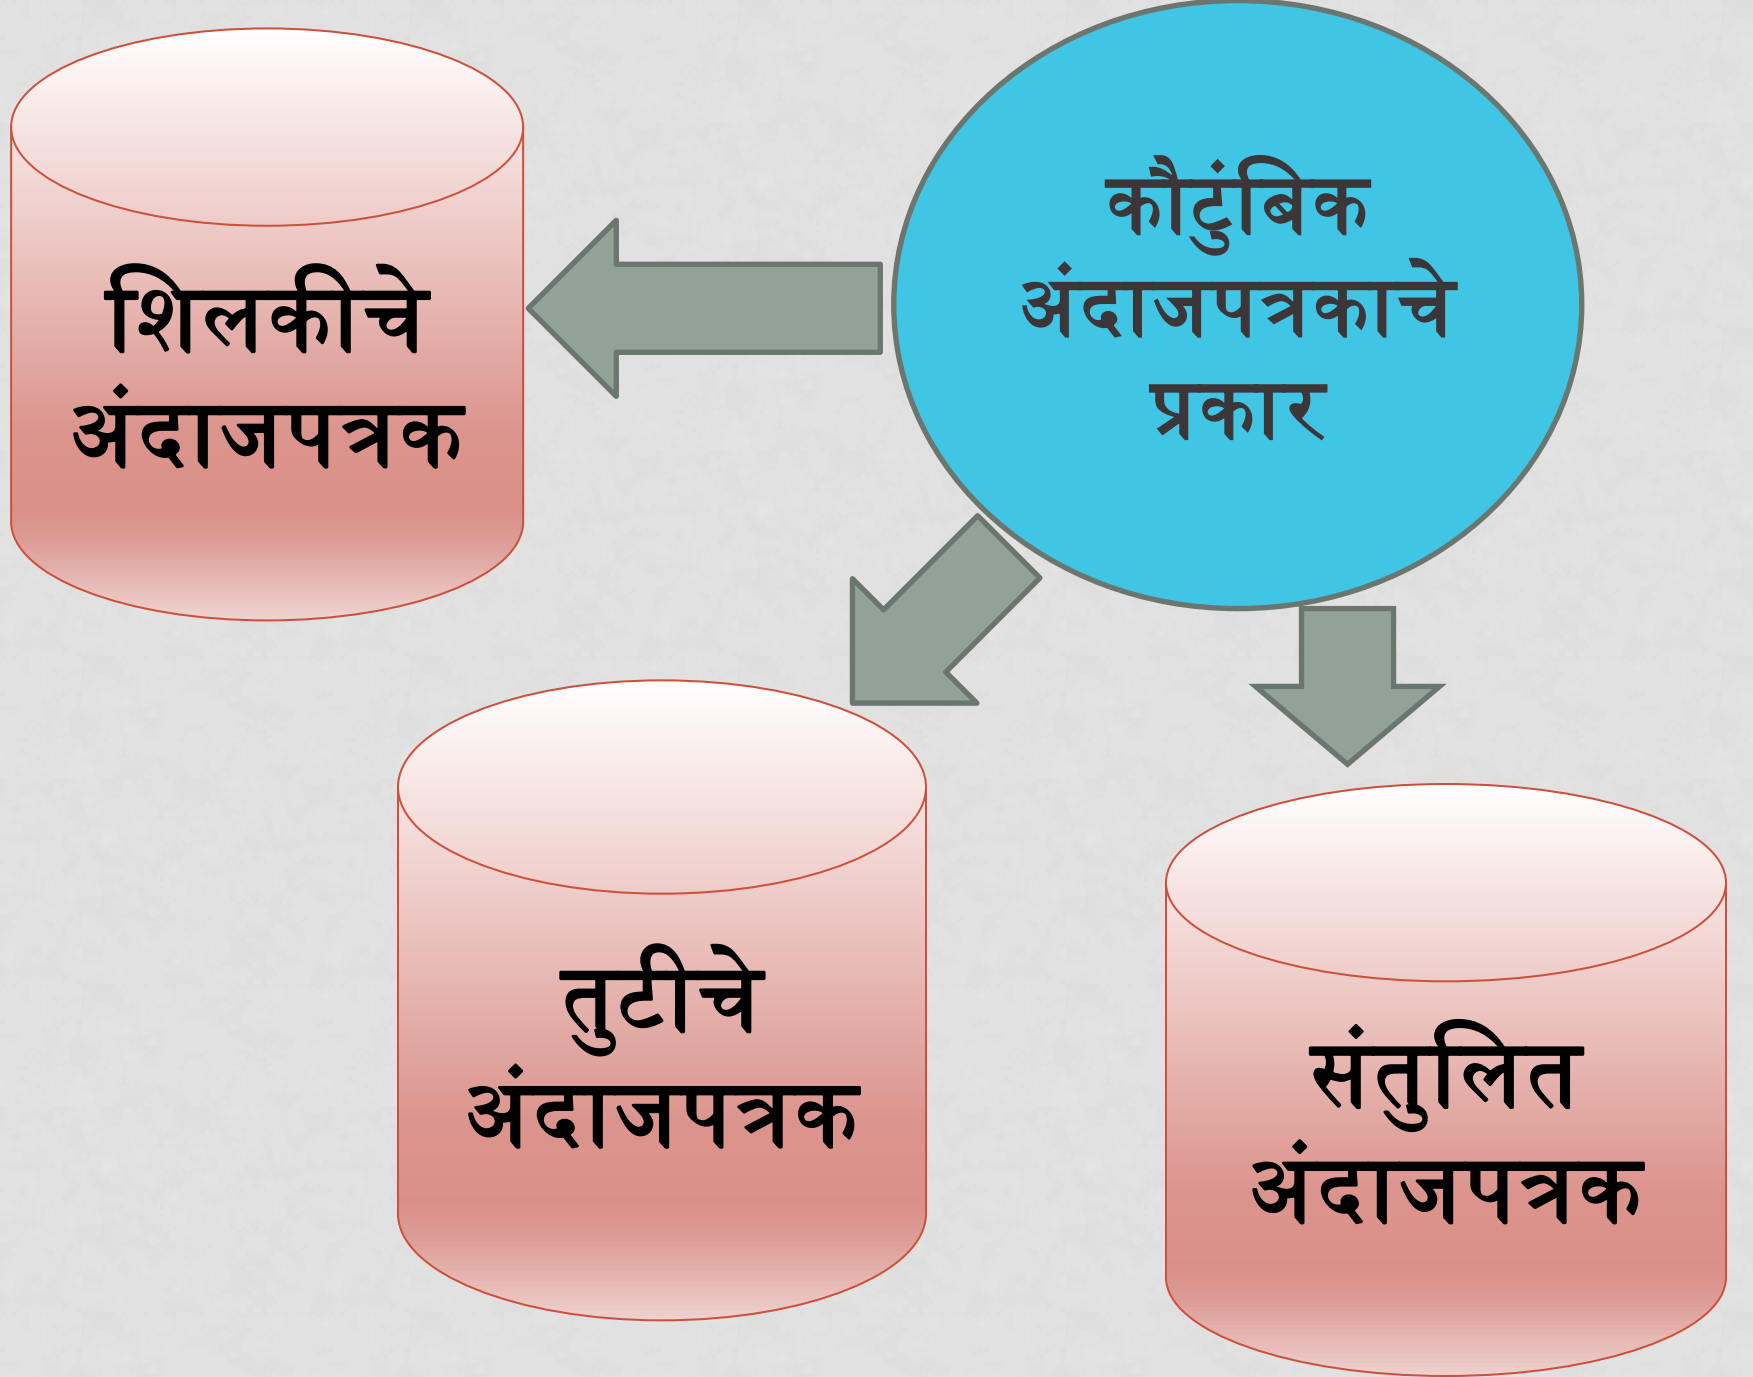 कौटुंबिक
अंदाजपत्रकाचे
प्रकार
शिलकीचे
अंदाजपत्रक
तुटीचे
अंदाजपत्रक
संतुलित
अंदाजपत्रक